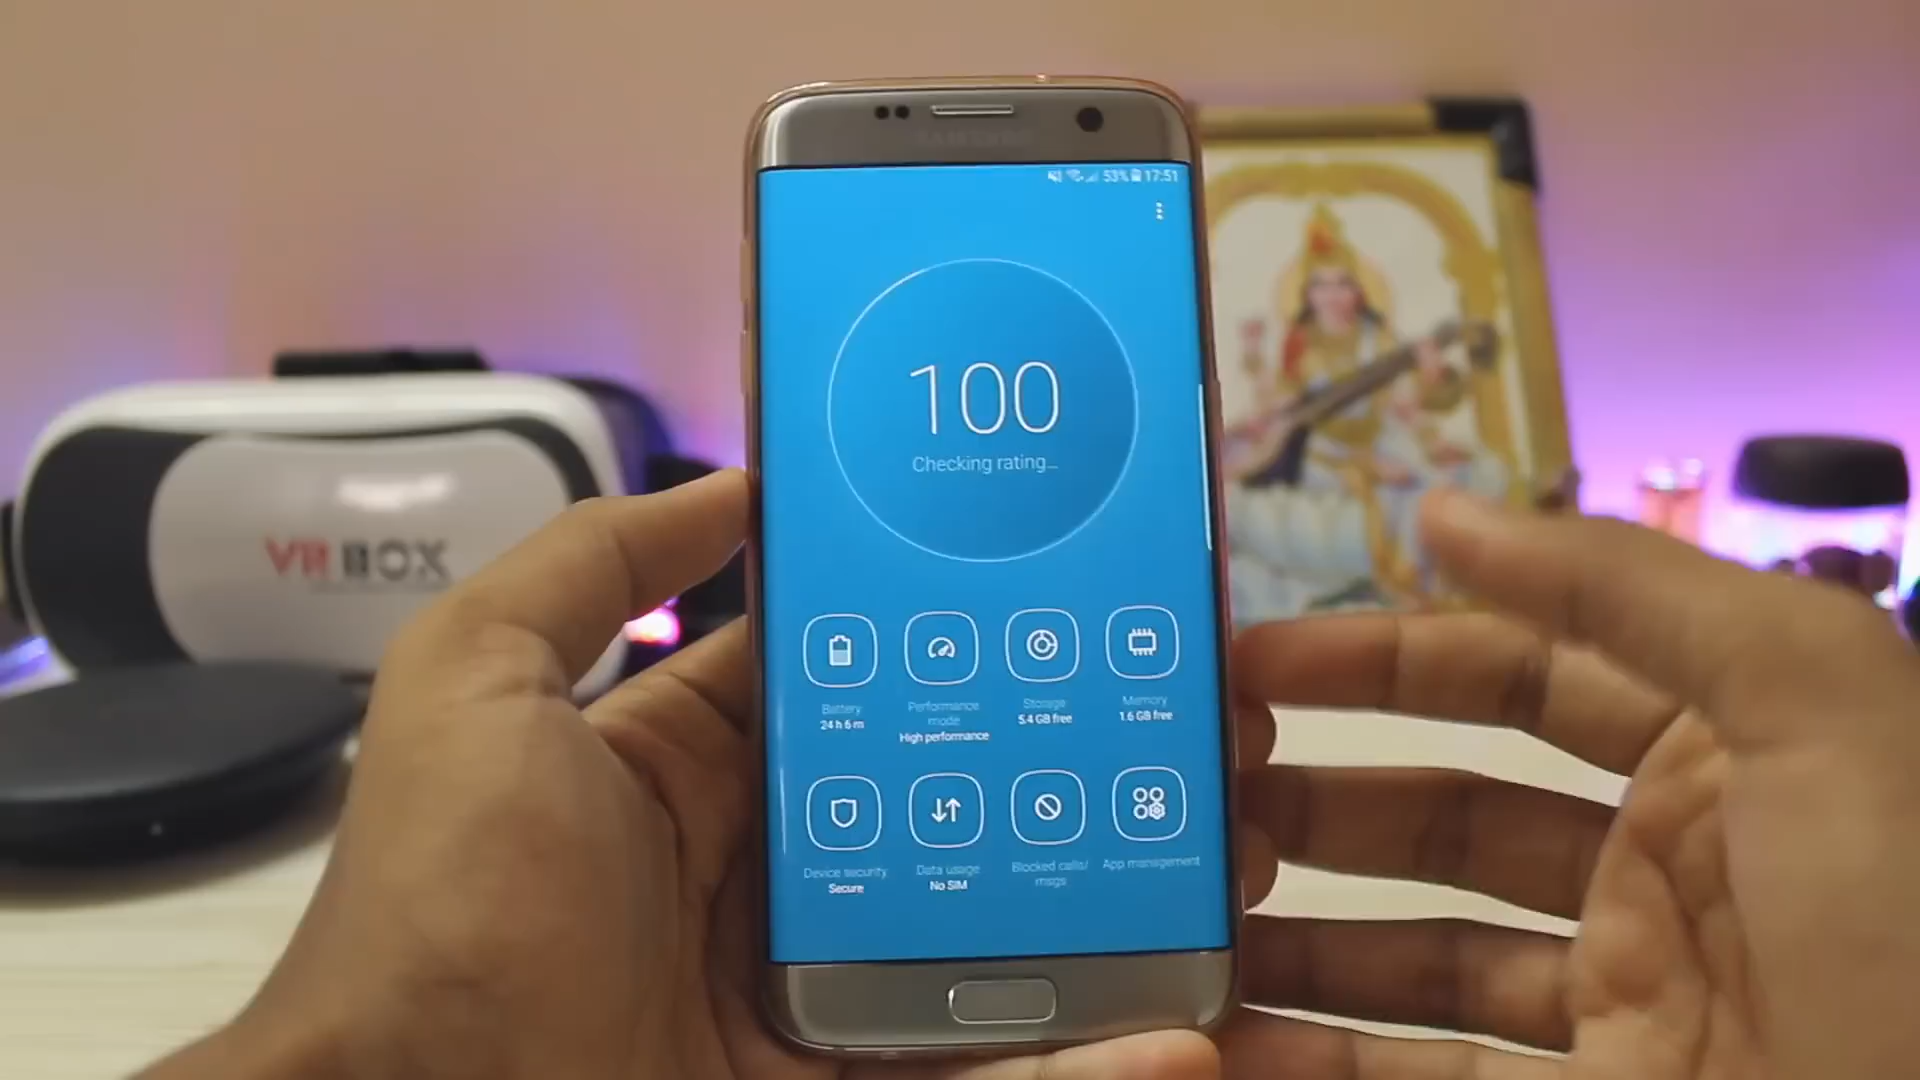 SAMSUNG
53% 17:51
100
Checking rating...
VR BOX
Battery
24 h 6 m
Performance
mode
High performance
Storage
5.4 GB free
Memory
1.6 GB free
Device security
Secure
Data usage
No SIM
Blocked calls/
msgs
App management